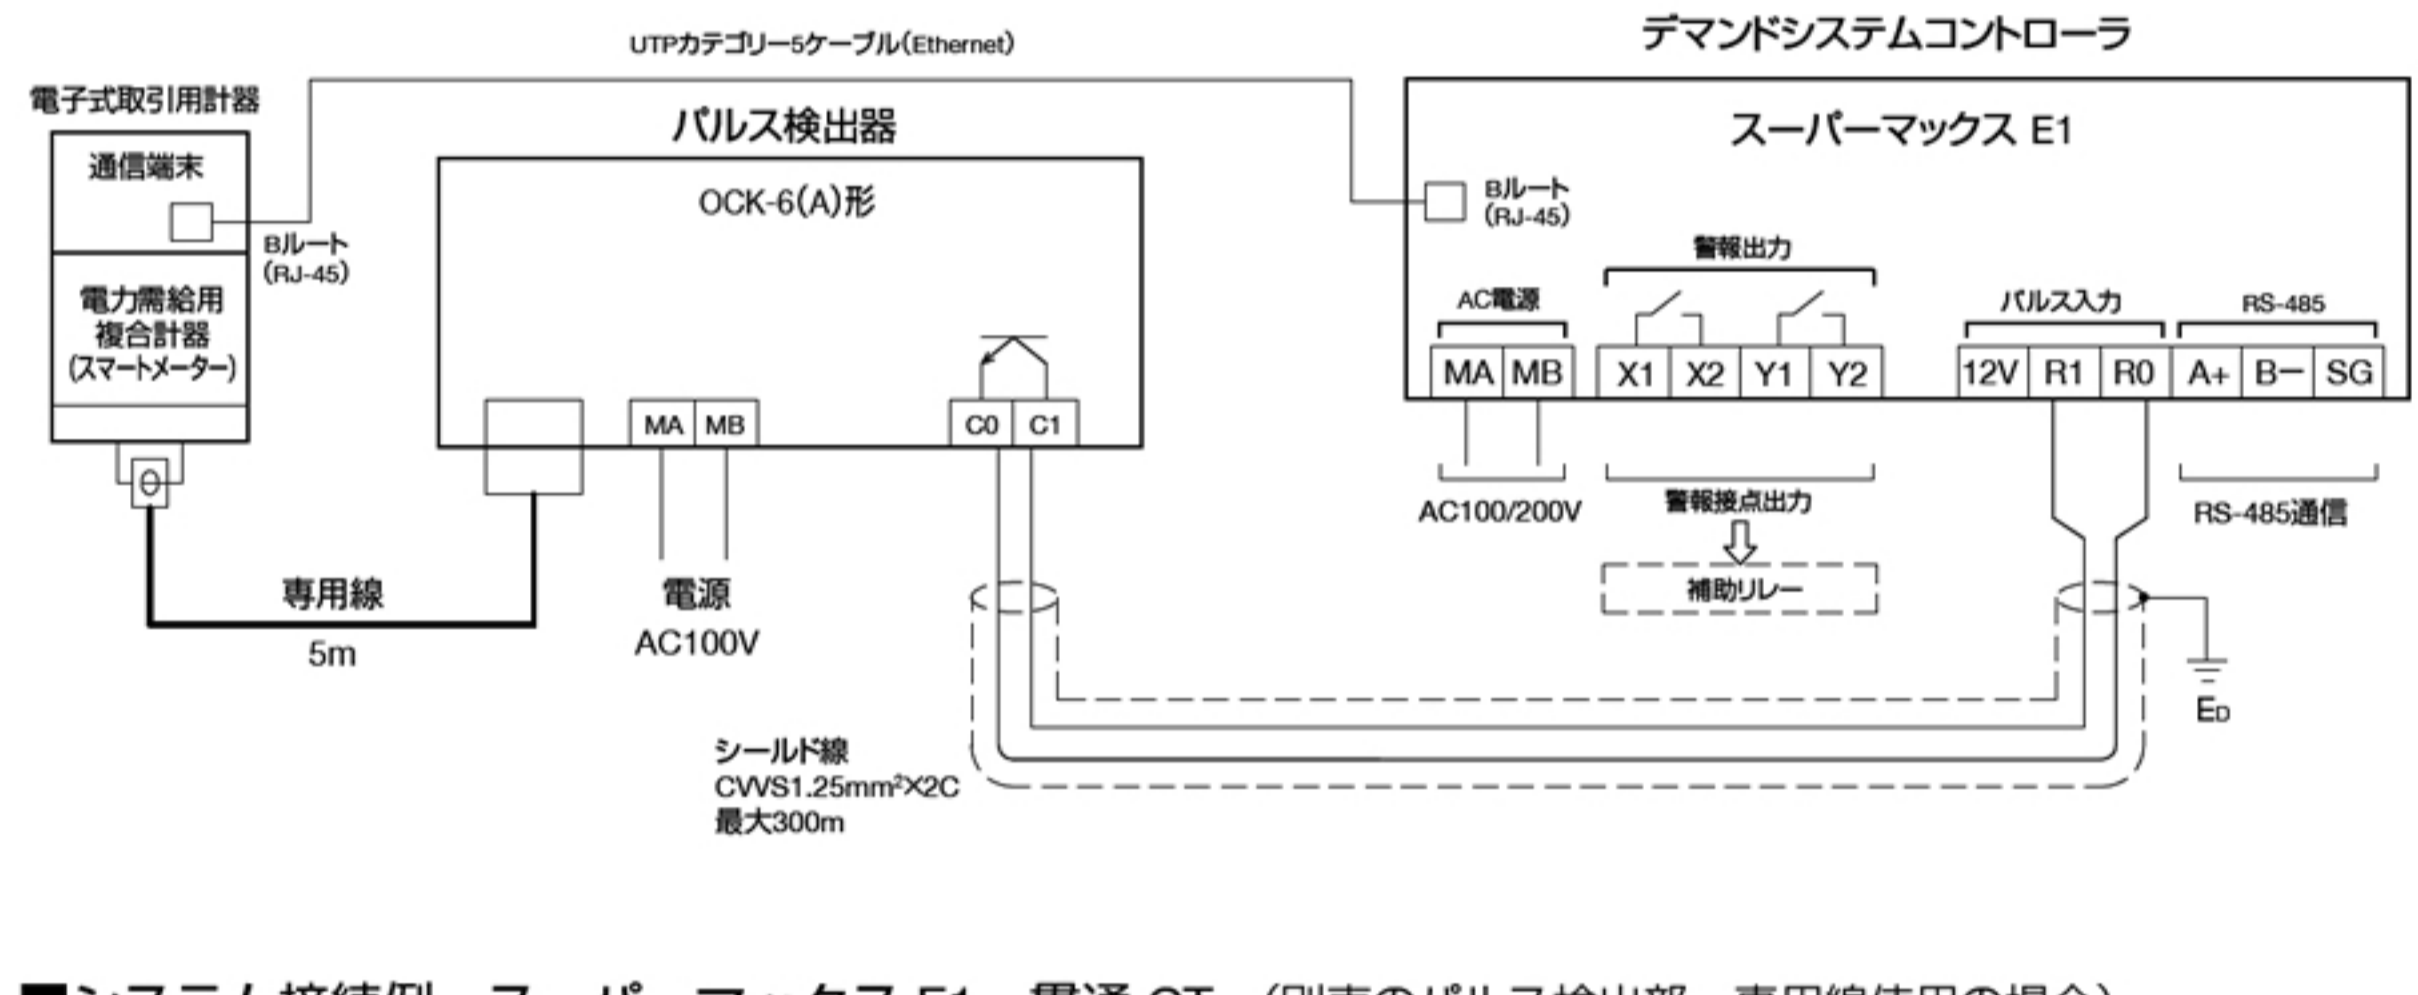 デマンドシステムコントローラ
UTPカテゴリー5ケーブル(Ethernet)
電子式取引用計器
通信端末
Bルート
(RJ-45)
電力需給用
複合計器
(スマートメーター)
専用線
5m
パルス検出器
OCK-6(A)形
MA MB
C0 C1
電源
AC100V
シールド線
CVVS1.25mm²×2C
最大300m
スーパーマックス E1
Bルート
(RJ-45)
警報出力
AC電源
パルス入力
RS-485
MA MB X1 X2 Y1 Y2 12V R1 R0 A+ B− SG
AC100/200V
警報接点出力
補助リレー
RS-485通信
ED